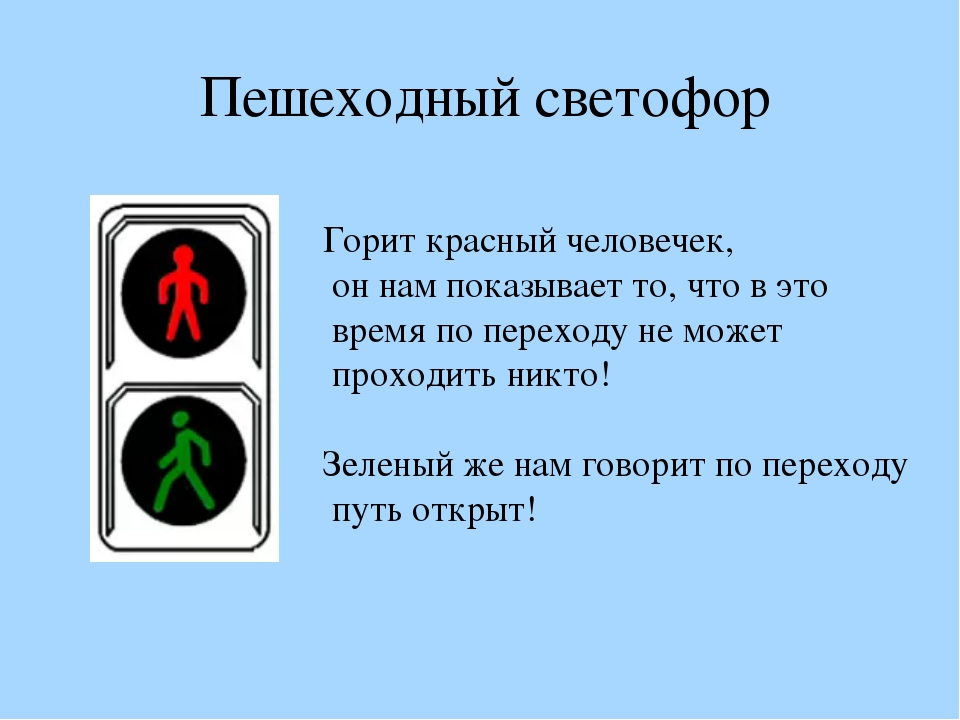 Пешеходный светофор
Горит красный человечек,
он нам показывает то, что в это
время по переходу не может
проходить никто!
Зеленый же нам говорит по переходу
путь открыт!